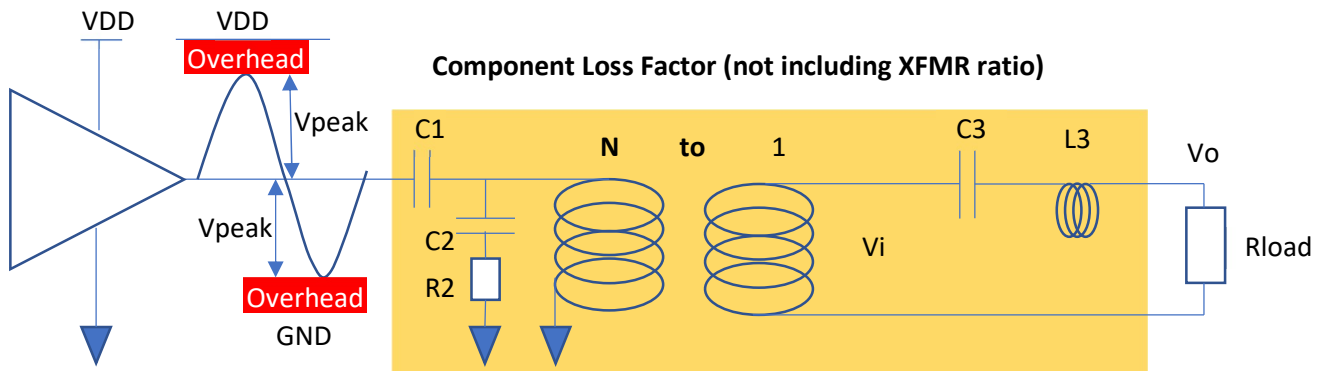 VDD
VDD
Overhead
Component Loss Factor (not including XFMR ratio)
Vpeak
C1
N to 1
C3
L3
Vo
Vpeak
C2
Vi
Rload
R2
Overhead
GND